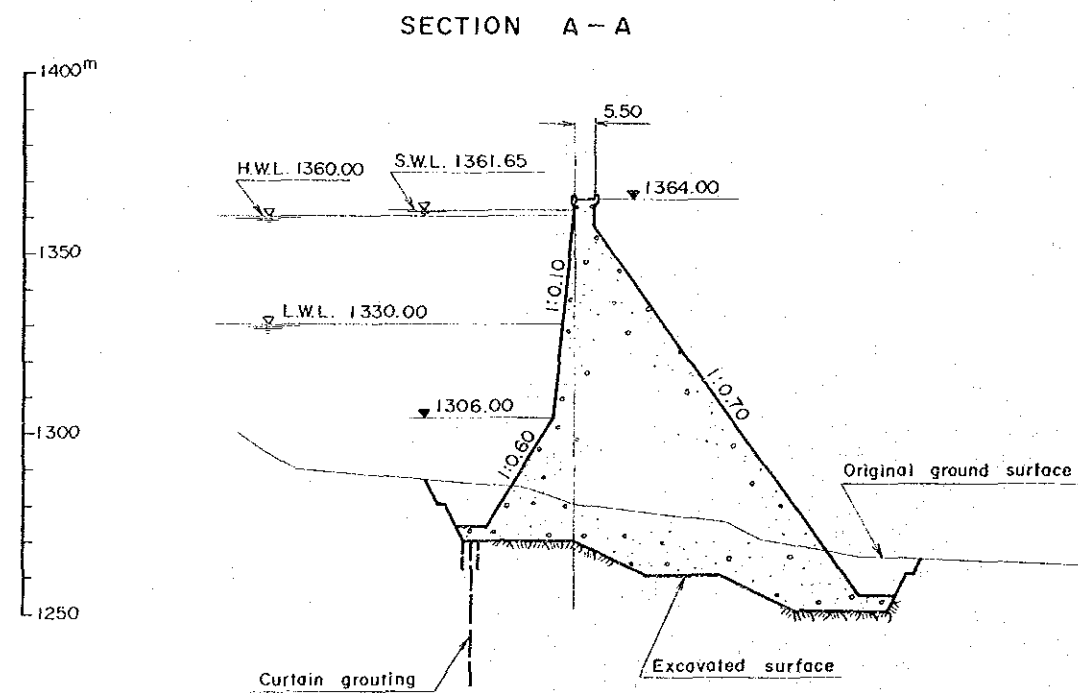 SECTION A-A
1400m
5.50
H.W.L. 1360.00
S.W.L. 1361.65
1364.00
1350
1:0.10
L.W.L. 1330.00
1:0.70
1306.00
1300
1:0.60
Original ground surface
1250
Curtain grouting
Excavated surface